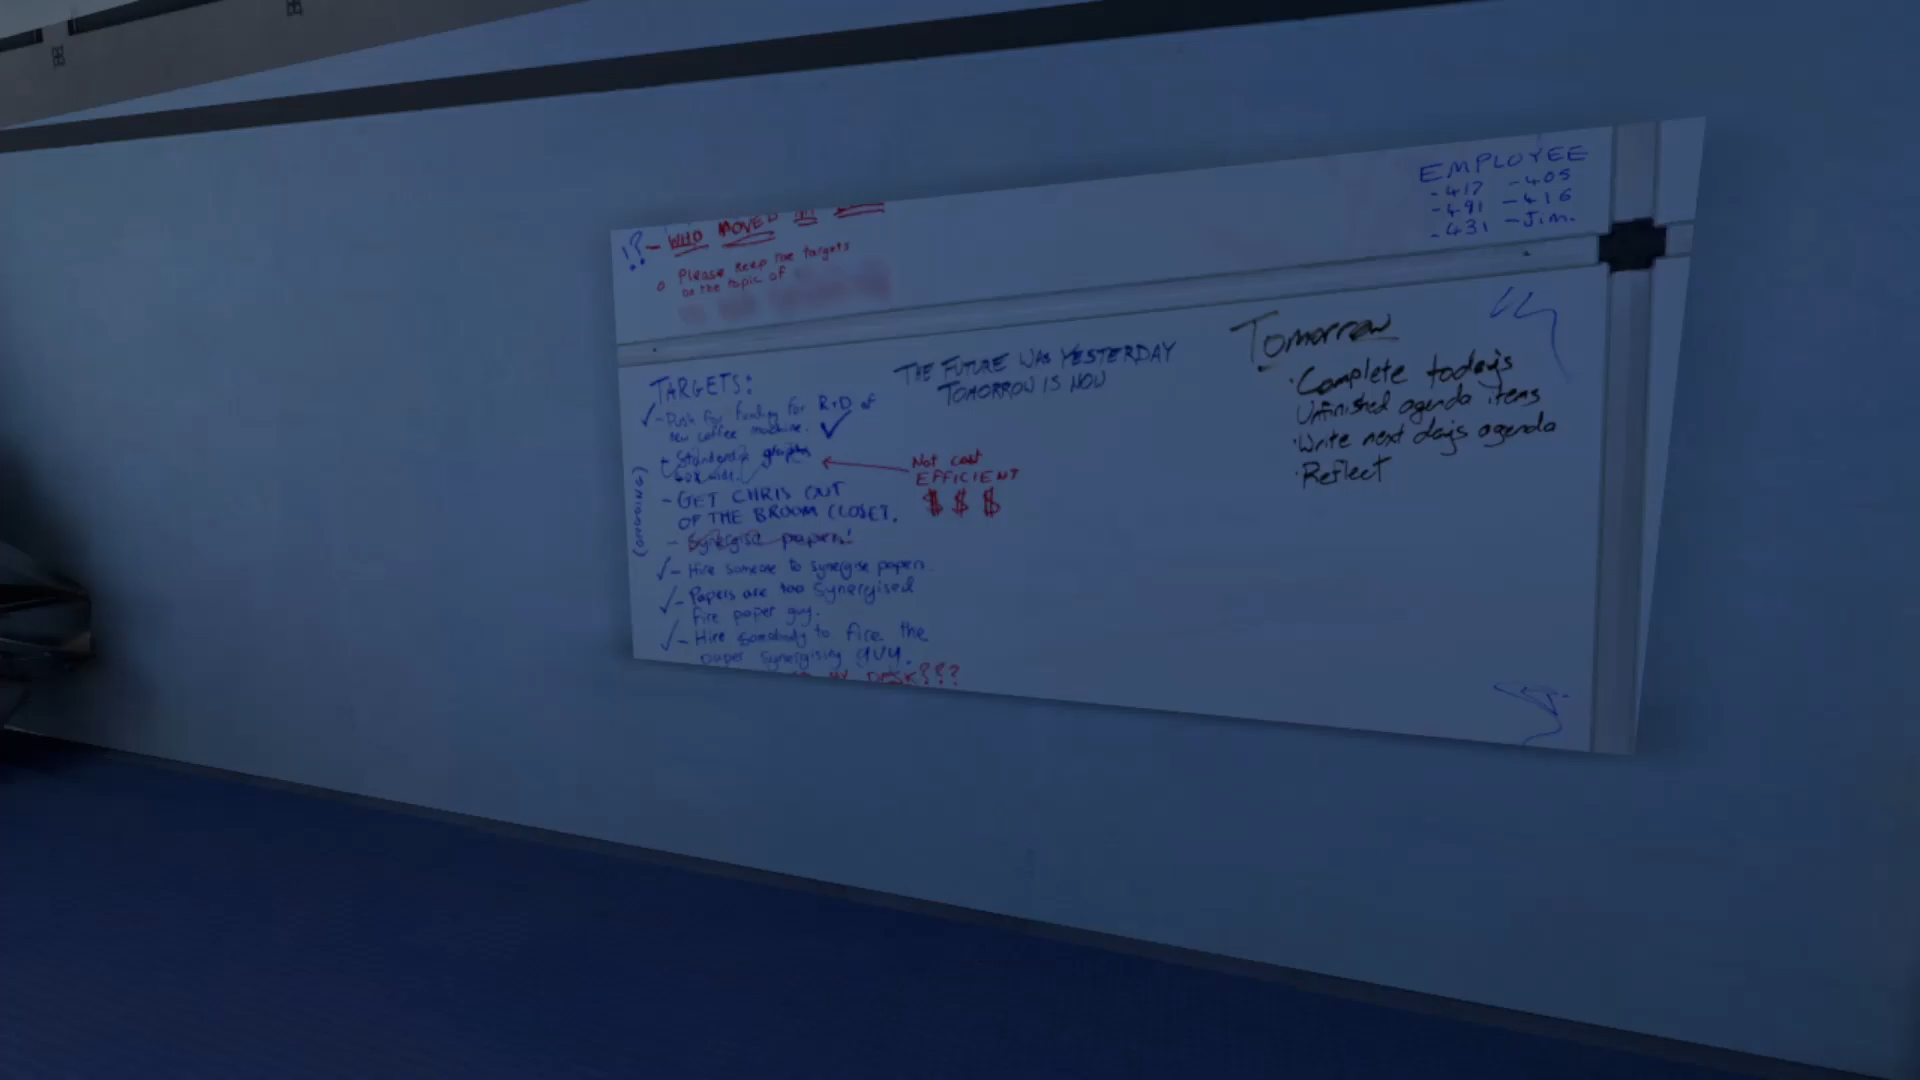 EMPLOYEE
- 417 - 405
- 491 - 416
- 431 - Jim.
!? - WHO MOVED
o Please keep the targets
on the topic of
THE FUTURE WAS YESTERDAY
TOMORROW IS NOW
Tomorrow
· Complete today's
Unfinished agenda items
· Write next day's agenda
· Reflect
TARGETS:
- Push for funding for R+D of
new coffee machine.
Not cost
EFFICIENT
$ $ $
(ONGOING)
- GET CHRIS OUT
OF THE BROOM CLOSET.
- Synergise papers!
- Hire someone to synergise papers.
- Papers are too synergised
fire paper guy.
- Hire somebody to fire the
paper synergising guy.
MY DESK???